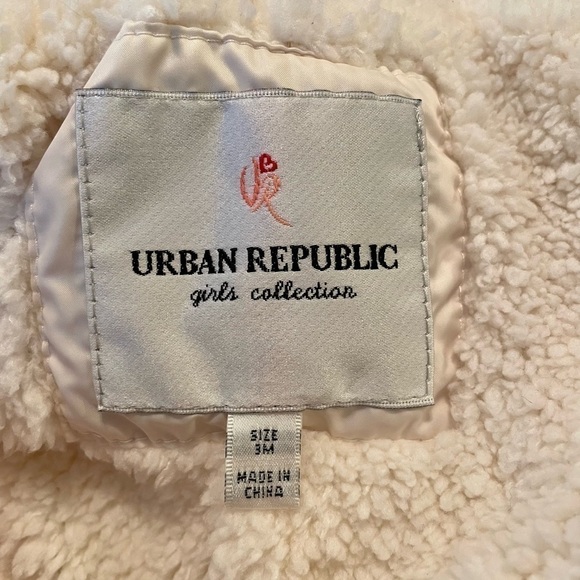 UR
URBAN REPUBLIC
girls collection
SIZE
3M
MADE IN
CHINA